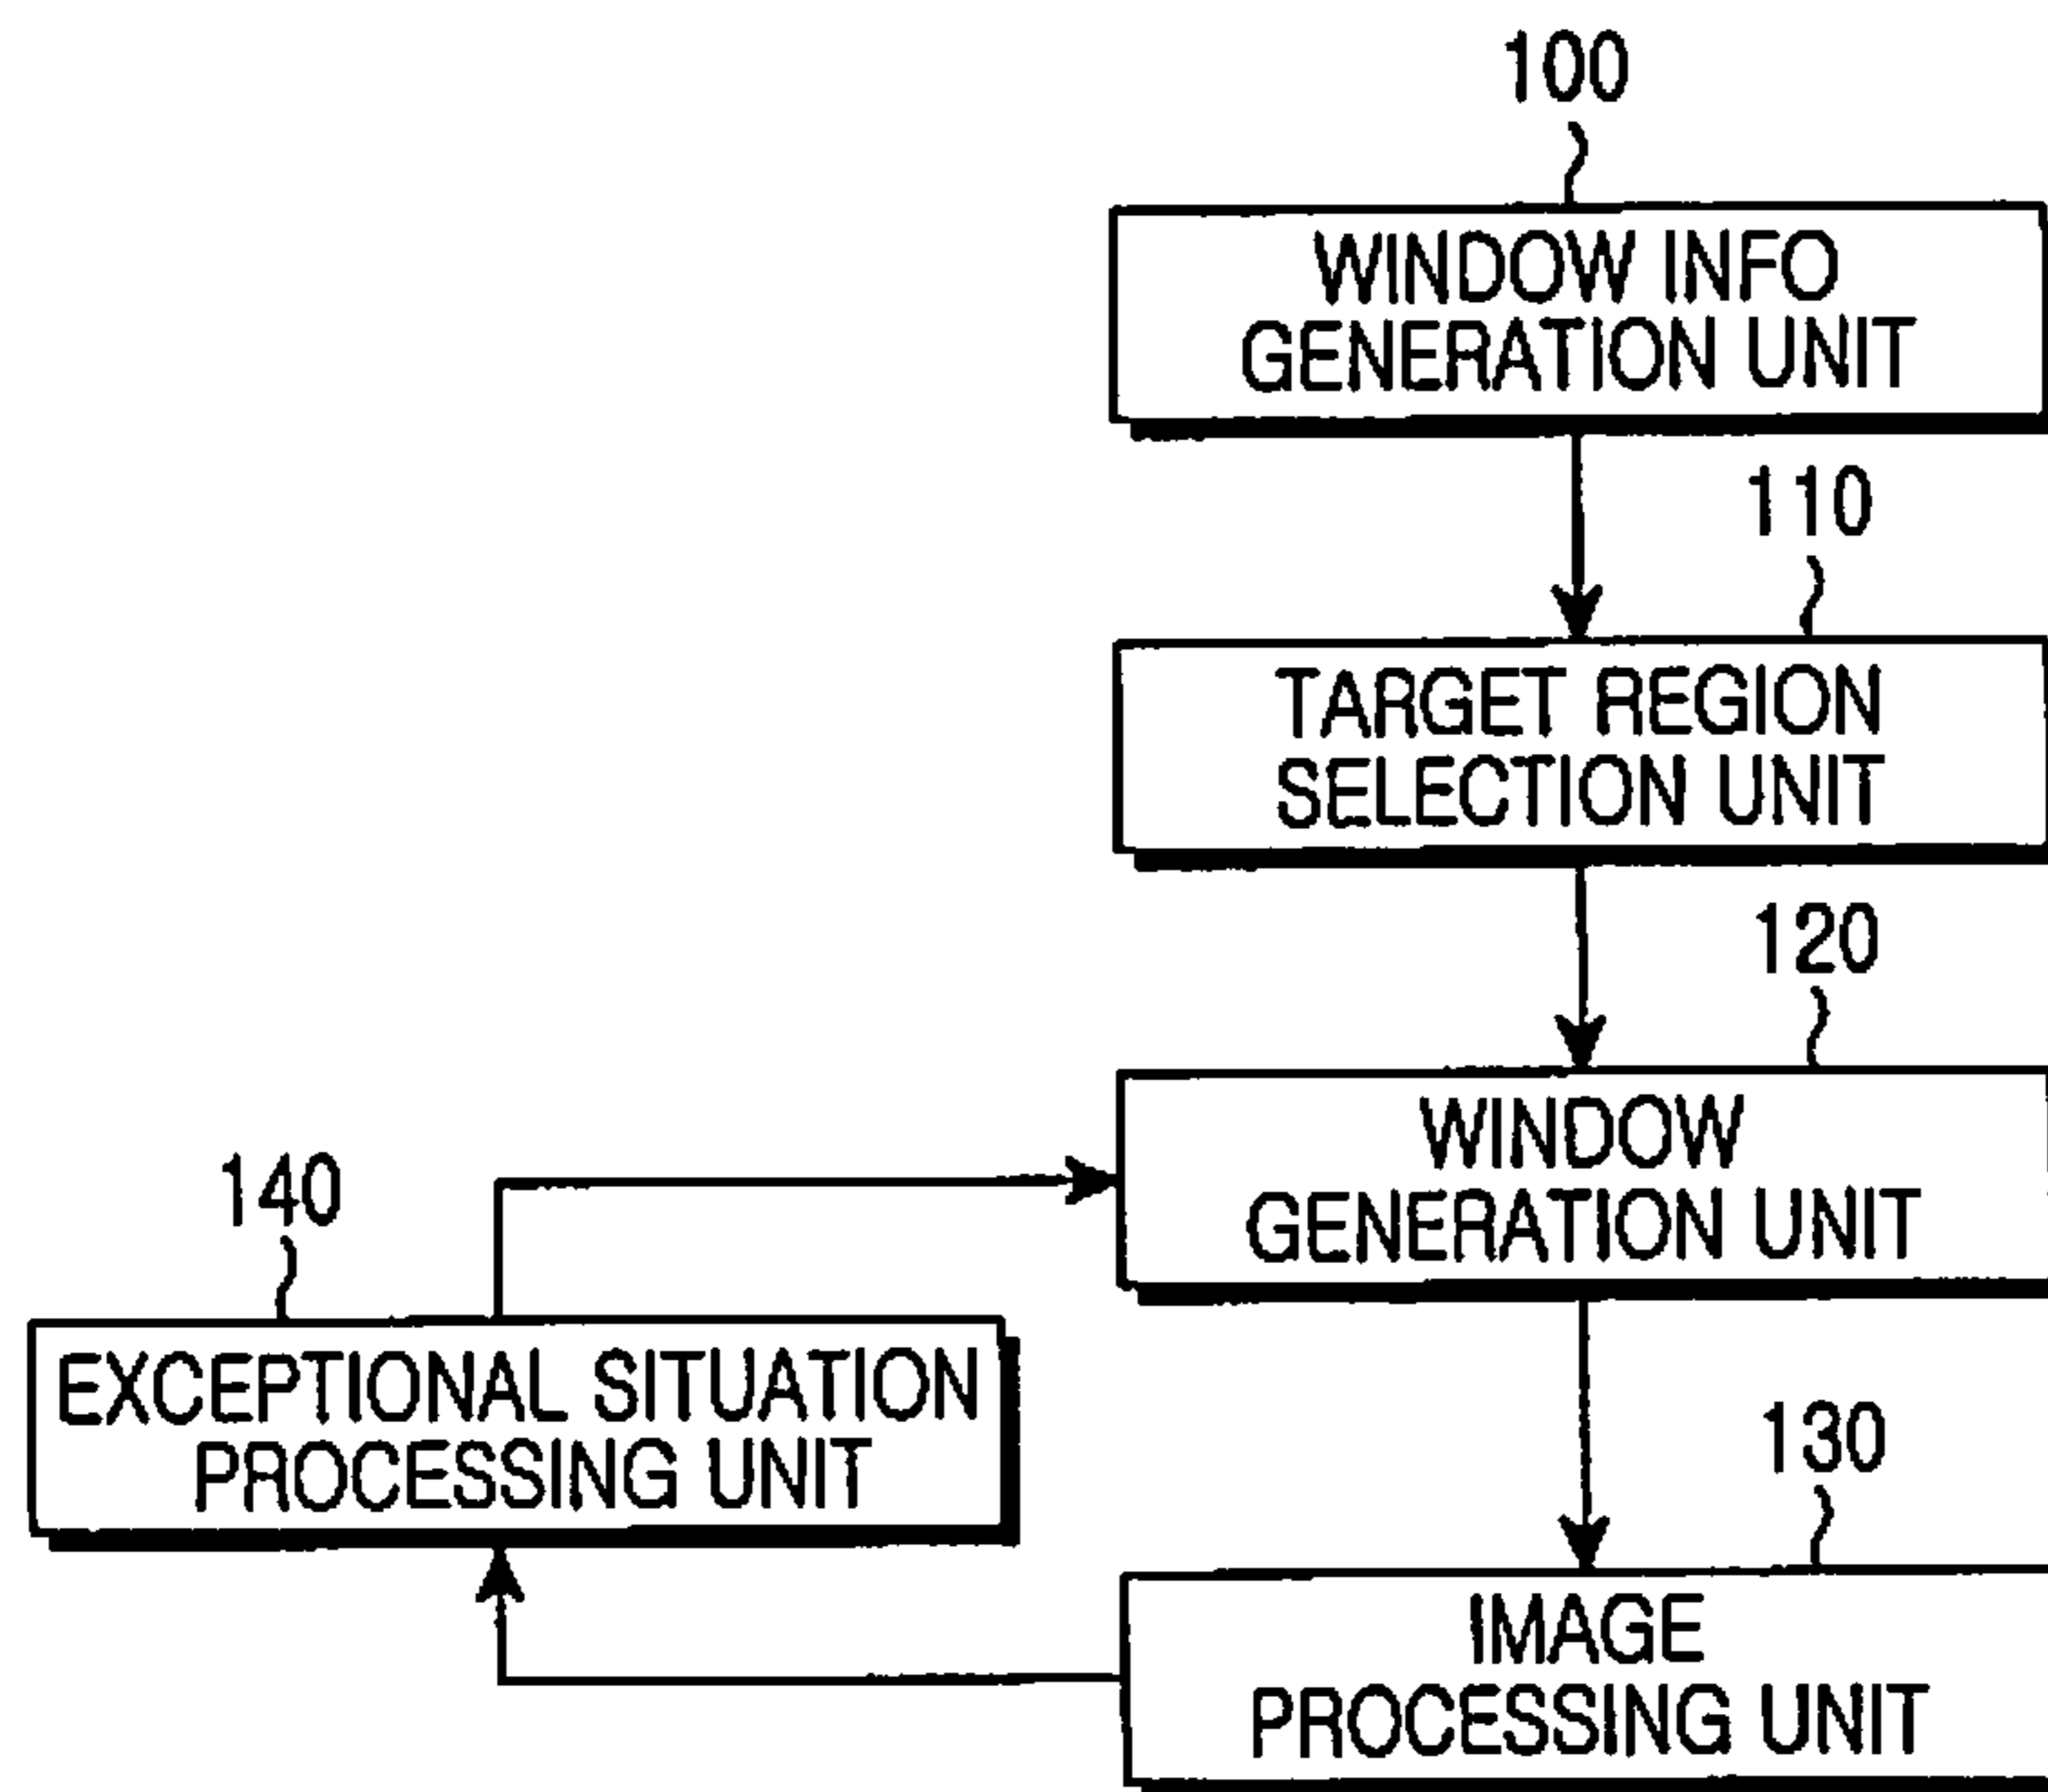 100
WINDOW INFO
GENERATION UNIT
110
TARGET REGION
SELECTION UNIT
120
WINDOW
GENERATION UNIT
140
EXCEPTIONAL SITUATION
PROCESSING UNIT
130
IMAGE
PROCESSING UNIT